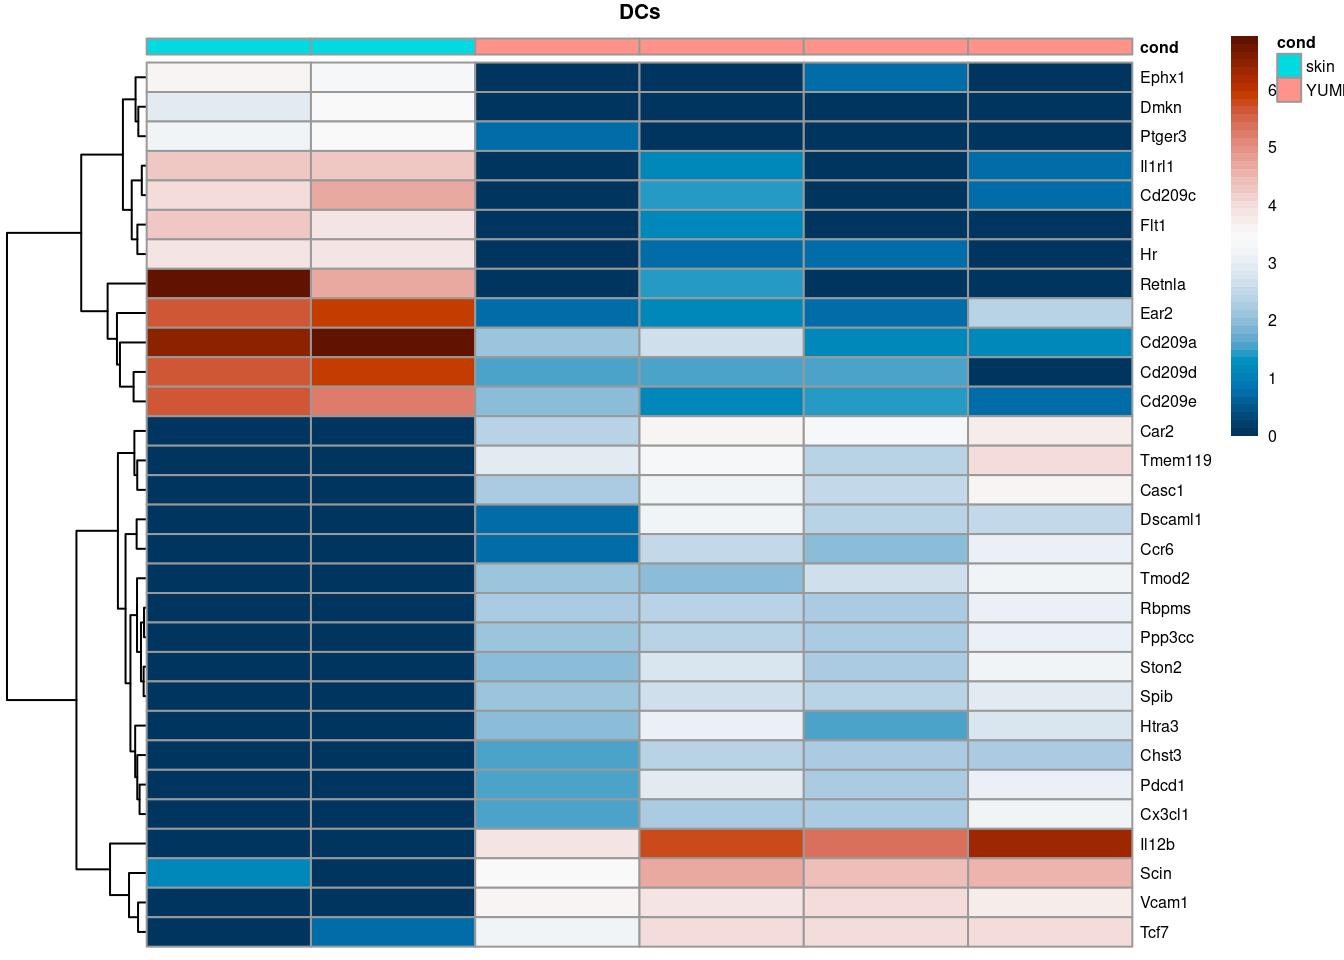 DCs
cond
Ephx1
Dmkn
Ptger3
Il1rl1
Cd209c
Flt1
Hr
Retnla
Ear2
Cd209a
Cd209d
Cd209e
Car2
Tmem119
Casc1
Dscaml1
Ccr6
Tmod2
Rbpms
Ppp3cc
Ston2
Spib
Htra3
Chst3
Pdcd1
Cx3cl1
Il12b
Scin
Vcam1
Tcf7
6
5
4
3
2
1
0
cond
skin